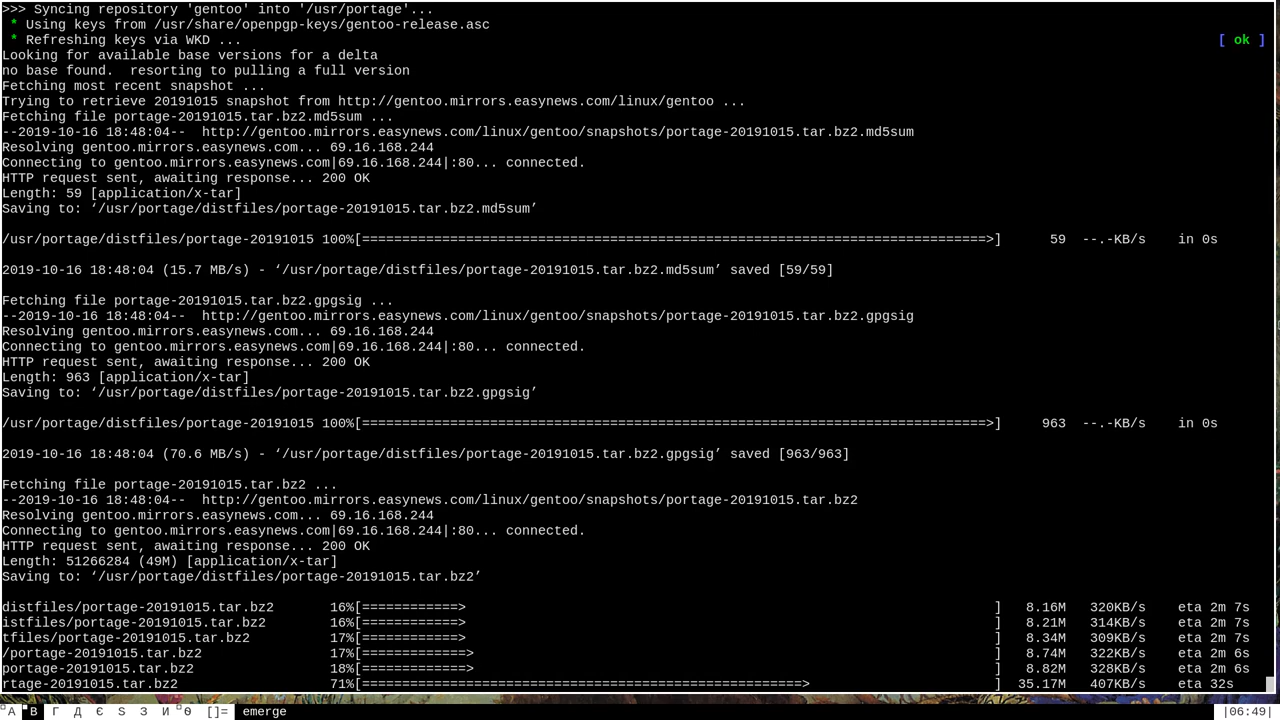 >>> Syncing repository 'gentoo' into '/usr/portage'...
 * Using keys from /usr/share/openpgp-keys/gentoo-release.asc
 * Refreshing keys via WKD ... [ ok ]
Looking for available base versions for a delta
no base found.  resorting to pulling a full version
Fetching most recent snapshot ...
Trying to retrieve 20191015 snapshot from http://gentoo.mirrors.easynews.com/linux/gentoo ...
Fetching file portage-20191015.tar.bz2.md5sum ...
--2019-10-16 18:48:04--  http://gentoo.mirrors.easynews.com/linux/gentoo/snapshots/portage-20191015.tar.bz2.md5sum
Resolving gentoo.mirrors.easynews.com... 69.16.168.244
Connecting to gentoo.mirrors.easynews.com|69.16.168.244|:80... connected.
HTTP request sent, awaiting response... 200 OK
Length: 59 [application/x-tar]
Saving to: ‘/usr/portage/distfiles/portage-20191015.tar.bz2.md5sum’
/usr/portage/distfiles/portage-20191015 100%[==============================================================================>]      59  --.-KB/s    in 0s
2019-10-16 18:48:04 (15.7 MB/s) - ‘/usr/portage/distfiles/portage-20191015.tar.bz2.md5sum’ saved [59/59]
Fetching file portage-20191015.tar.bz2.gpgsig ...
--2019-10-16 18:48:04--  http://gentoo.mirrors.easynews.com/linux/gentoo/snapshots/portage-20191015.tar.bz2.gpgsig
Resolving gentoo.mirrors.easynews.com... 69.16.168.244
Connecting to gentoo.mirrors.easynews.com|69.16.168.244|:80... connected.
HTTP request sent, awaiting response... 200 OK
Length: 963 [application/x-tar]
Saving to: ‘/usr/portage/distfiles/portage-20191015.tar.bz2.gpgsig’
/usr/portage/distfiles/portage-20191015 100%[==============================================================================>]     963  --.-KB/s    in 0s
2019-10-16 18:48:04 (70.6 MB/s) - ‘/usr/portage/distfiles/portage-20191015.tar.bz2.gpgsig’ saved [963/963]
Fetching file portage-20191015.tar.bz2 ...
--2019-10-16 18:48:04--  http://gentoo.mirrors.easynews.com/linux/gentoo/snapshots/portage-20191015.tar.bz2
Resolving gentoo.mirrors.easynews.com... 69.16.168.244
Connecting to gentoo.mirrors.easynews.com|69.16.168.244|:80... connected.
HTTP request sent, awaiting response... 200 OK
Length: 51266284 (49M) [application/x-tar]
Saving to: ‘/usr/portage/distfiles/portage-20191015.tar.bz2’
distfiles/portage-20191015.tar.bz2       16%[============>                                                                  ]   8.16M   320KB/s    eta 2m 7s
istfiles/portage-20191015.tar.bz2        16%[============>                                                                  ]   8.21M   314KB/s    eta 2m 7s
tfiles/portage-20191015.tar.bz2          17%[============>                                                                  ]   8.34M   309KB/s    eta 2m 7s
/portage-20191015.tar.bz2                17%[=============>                                                                 ]   8.74M   322KB/s    eta 2m 6s
portage-20191015.tar.bz2                 18%[=============>                                                                 ]   8.82M   328KB/s    eta 2m 6s
rtage-20191015.tar.bz2                   71%[=======================================================>                       ]  35.17M   407KB/s    eta 32s
А В Г Д Є Ѕ З И Ѳ []= emerge |06:49|